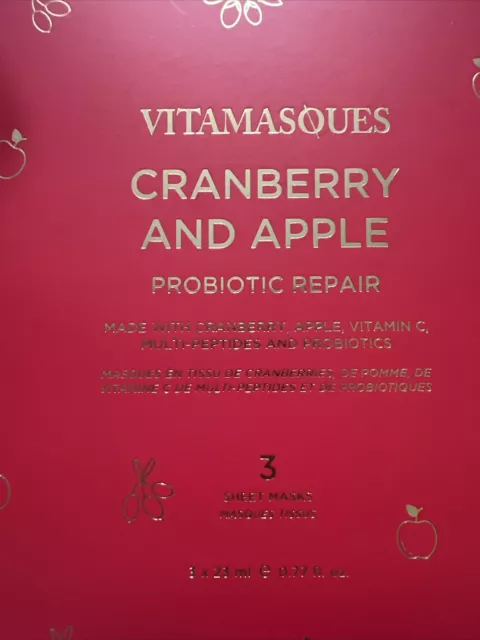 VITAMASQUES
CRANBERRY
AND APPLE
PROBIOTIC REPAIR
MADE WITH CRANBERRY, APPLE, VITAMIN C,
MULTI-PEPTIDES AND PROBIOTICS
MASQUES EN TISSU DE CRANBERRIES, DE POMME, DE
VITAMINE C DE MULTI-PEPTIDES ET DE PROBIOTIQUES
3
SHEET MASKS
MASQUES TISSUS
3 x 23 ml ℮ 0.77 fl. oz.